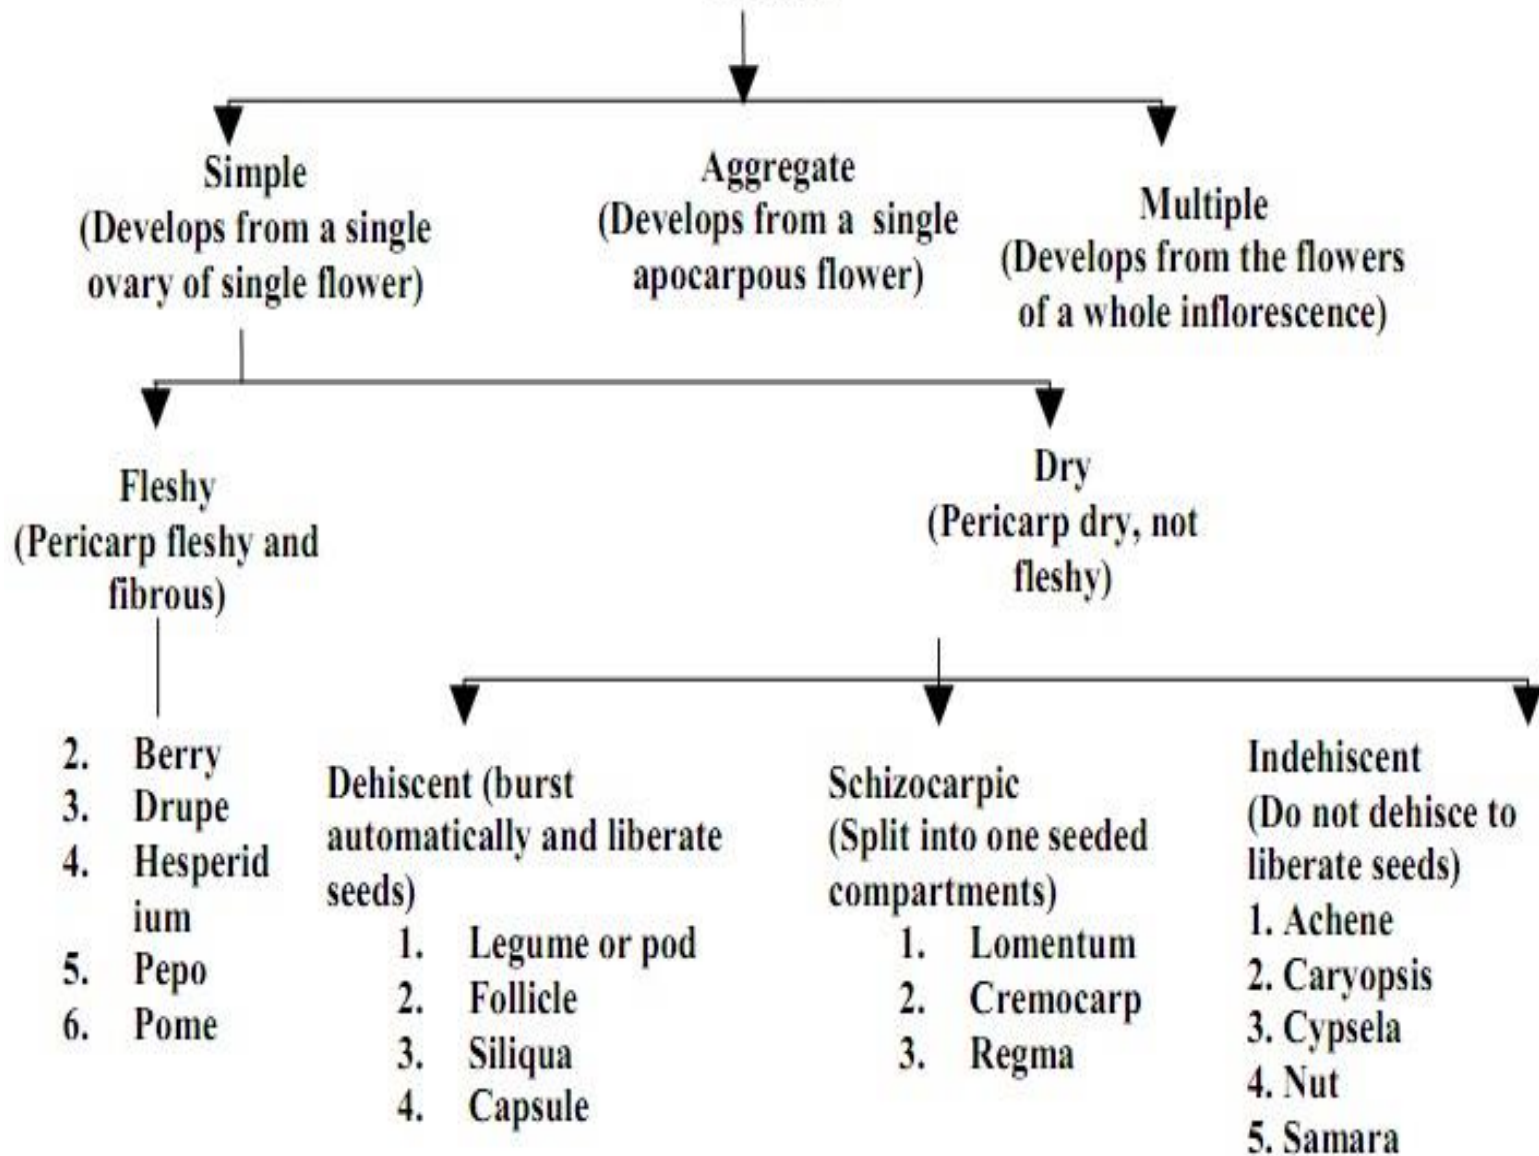 Simple
(Develops from a single
ovary of single flower)
Aggregate
(Develops from a single
apocarpous flower)
Multiple
(Develops from the flowers
of a whole inflorescence)
Fleshy
(Pericarp fleshy and
fibrous)
Dry
(Pericarp dry, not
fleshy)
2. Berry
3. Drupe
4. Hesperid
ium
5. Pepo
6. Pome
Dehiscent (burst
automatically and liberate
seeds)
1. Legume or pod
2. Follicle
3. Siliqua
4. Capsule
Schizocarpic
(Split into one seeded
compartments)
1. Lomentum
2. Cremocarp
3. Regma
Indehiscent
(Do not dehisce to
liberate seeds)
1. Achene
2. Caryopsis
3. Cypsela
4. Nut
5. Samara